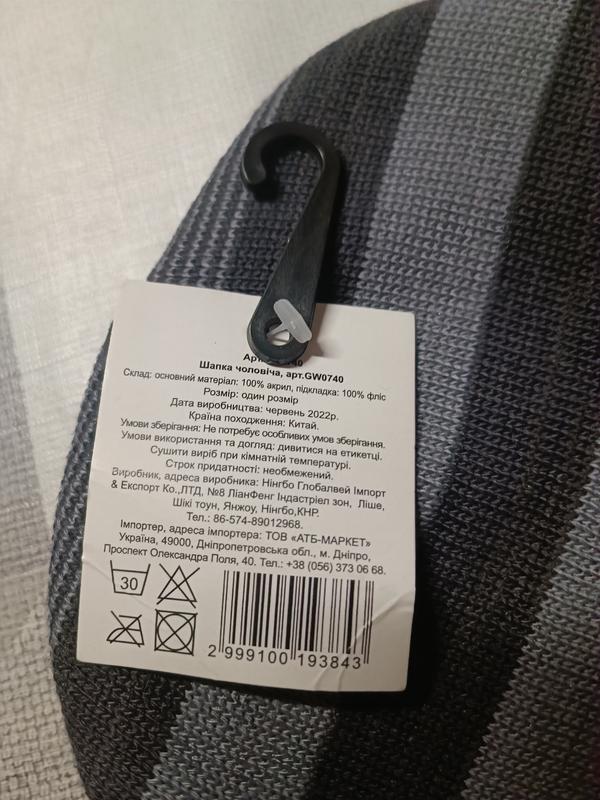 Арт.
Шапка чоловіча, арт.GW0740
Склад: основний матеріал: 100% акрил, підкладка: 100% фліс
Розмір: один розмір
Дата виробництва: червень 2022р.
Країна походження: Китай.
Умови зберігання: Не потребує особливих умов зберігання.
Умови використання та догляд: дивитися на етикетці.
Сушити виріб при кімнатній температурі.
Строк придатності: необмежений.
Виробник, адреса виробника: Нінгбо Глобалвей Імпорт
& Експорт Ко.,ЛТД, №8 ЛіанФенг Індастріел зон, Ліше,
Шікі тоун, Янжоу, Нінгбо,КНР.
Тел.: 86-574-89012968.
Імпортер, адреса імпортера: ТОВ «АТБ-МАРКЕТ»
Україна, 49000, Дніпропетровська обл., м. Дніпро,
Проспект Олександра Поля, 40. Тел.: +38 (056) 373 06 68.
30
2 999100 193843